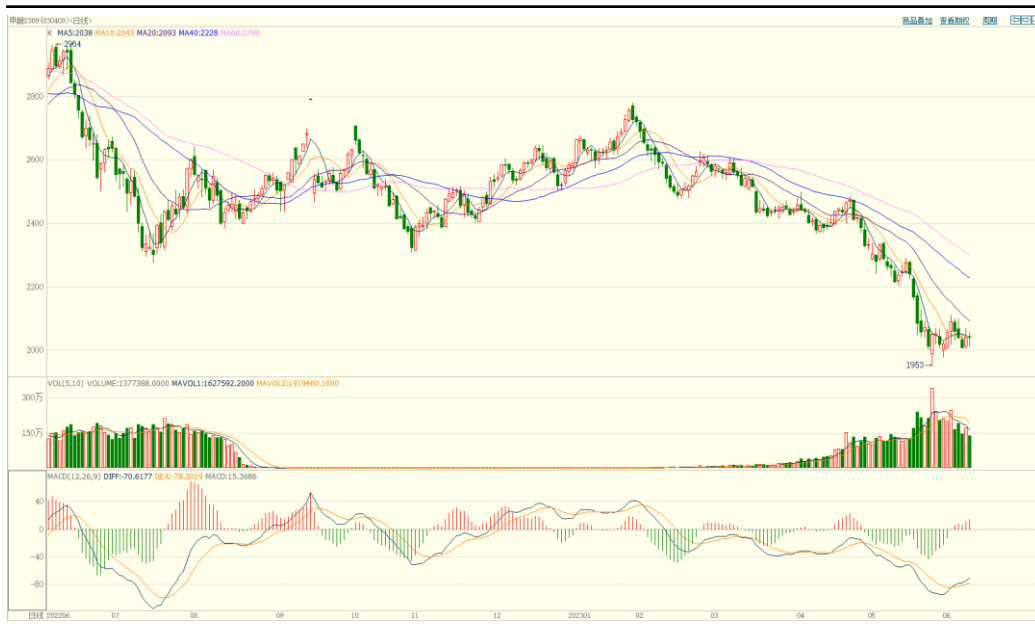 甲醇2309(030409)<日线>
商品叠加 查看期权 周期
K MA5:2038 MA10:2043 MA20:2093 MA40:2228 MA60:2299
2964
2800
2600
2400
2200
2000
1953
VOL(5,10) VOLUME:1377388.0000 MAVOL1:1627592.2000 MAVOL2:1919460.1000
300万
150万
MACD(12,26,9) DIFF:-70.6177 DEA:-78.3019 MACD:15.3686
40
0
-40
-80
日线 202206 07 08 09 10 11 12 202301 02 03 04 05 06